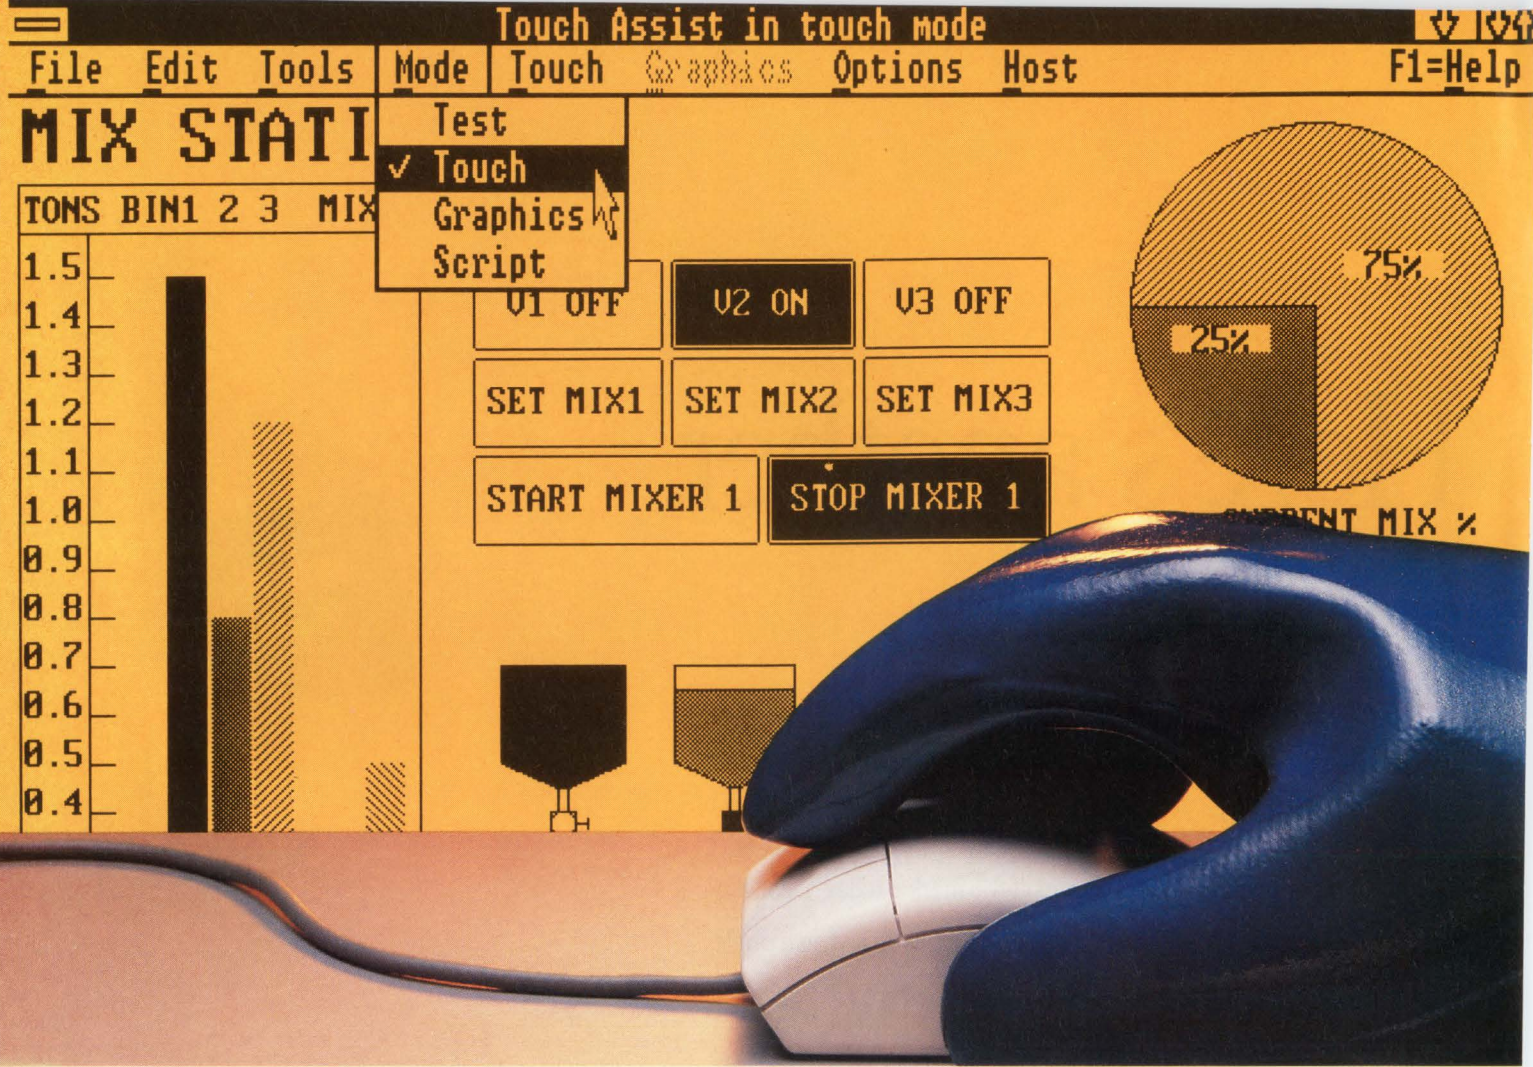 Touch Assist in touch mode
File Edit Tools Mode Touch Graphics Options Host F1=Help
MIX STATI
Test
✓ Touch
Graphics
Script
TONS BIN1 2 3 MIX
1.5
1.4
1.3
1.2
1.1
1.0
0.9
0.8
0.7
0.6
0.5
0.4
V1 OFF V2 ON V3 OFF
SET MIX1 SET MIX2 SET MIX3
START MIXER 1 STOP MIXER 1
75%
25%
MIX %